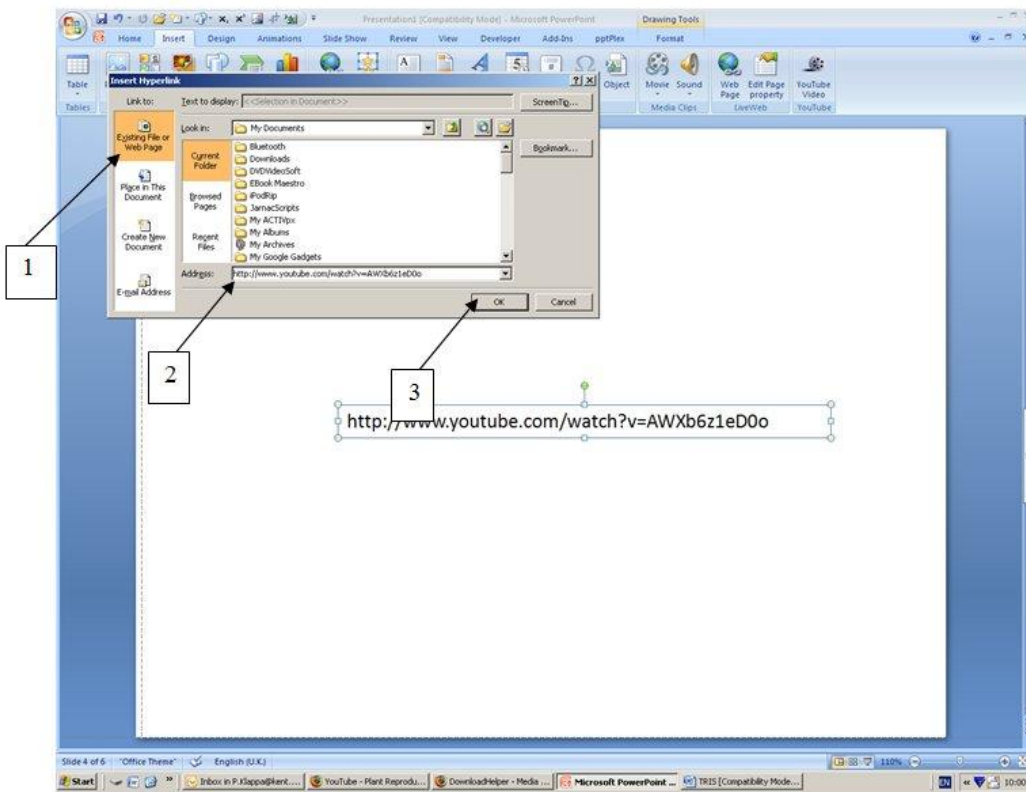 Presentation1 [Compatibility Mode] - Microsoft PowerPoint
Drawing Tools
Home Insert Design Animations Slide Show Review View Developer Add-Ins pptPlex Format
Table
Object
Movie Sound
Web Page
Edit Page property
YouTube Video
Tables
Media Clips
LiveWeb
YouTube
Insert Hyperlink
Link to:
Text to display: <<Selection in Document>>
ScreenTip...
Existing File or Web Page
Look in: My Documents
Bookmark...
Current Folder
Bluetooth
Downloads
DVDVideoSoft
EBook Maestro
iPodRip
JarnacScripts
My ACTIVpx
My Albums
My Archives
My Google Gadgets
Place in This Document
Browsed Pages
Create New Document
Recent Files
E-mail Address
Address: http://www.youtube.com/watch?v=AWXb6z1eD0o
OK Cancel
1
2
3
http://www.youtube.com/watch?v=AWXb6z1eD0o
Slide 4 of 6 "Office Theme" English (U.K.) 110%
Start Inbox in P.Klappa@kent.... YouTube - Plant Reprodu... DownloadHelper - Media ... Microsoft PowerPoint ... TRIS [Compatibility Mode... EN 10:00